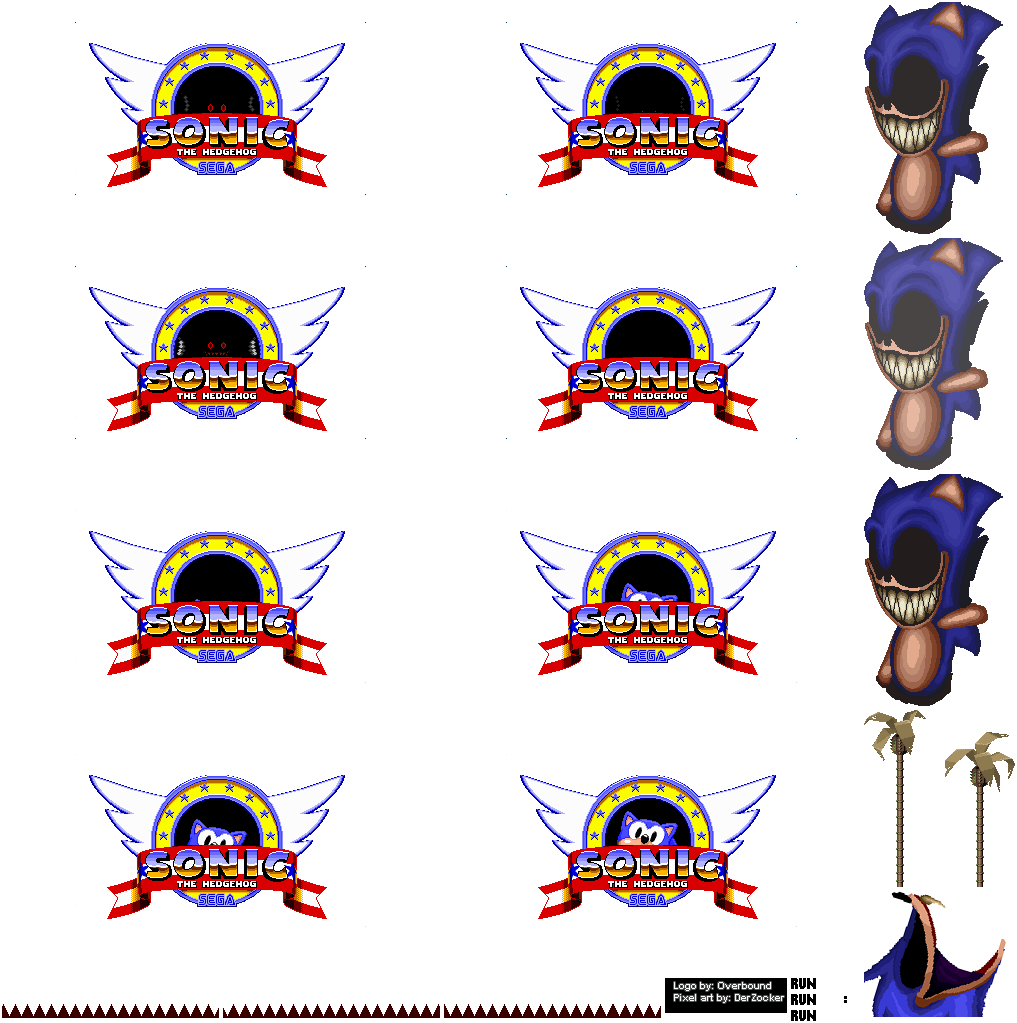 SONIC
THE HEDGEHOG
SEGA
SONIC
THE HEDGEHOG
SEGA
SONIC
THE HEDGEHOG
SEGA
SONIC
THE HEDGEHOG
SEGA
SONIC
THE HEDGEHOG
SEGA
SONIC
THE HEDGEHOG
SEGA
SONIC
THE HEDGEHOG
SEGA
SONIC
THE HEDGEHOG
SEGA
Logo by: Overbound
Pixel art by: DerZocker
RUN
RUN
:
RUN